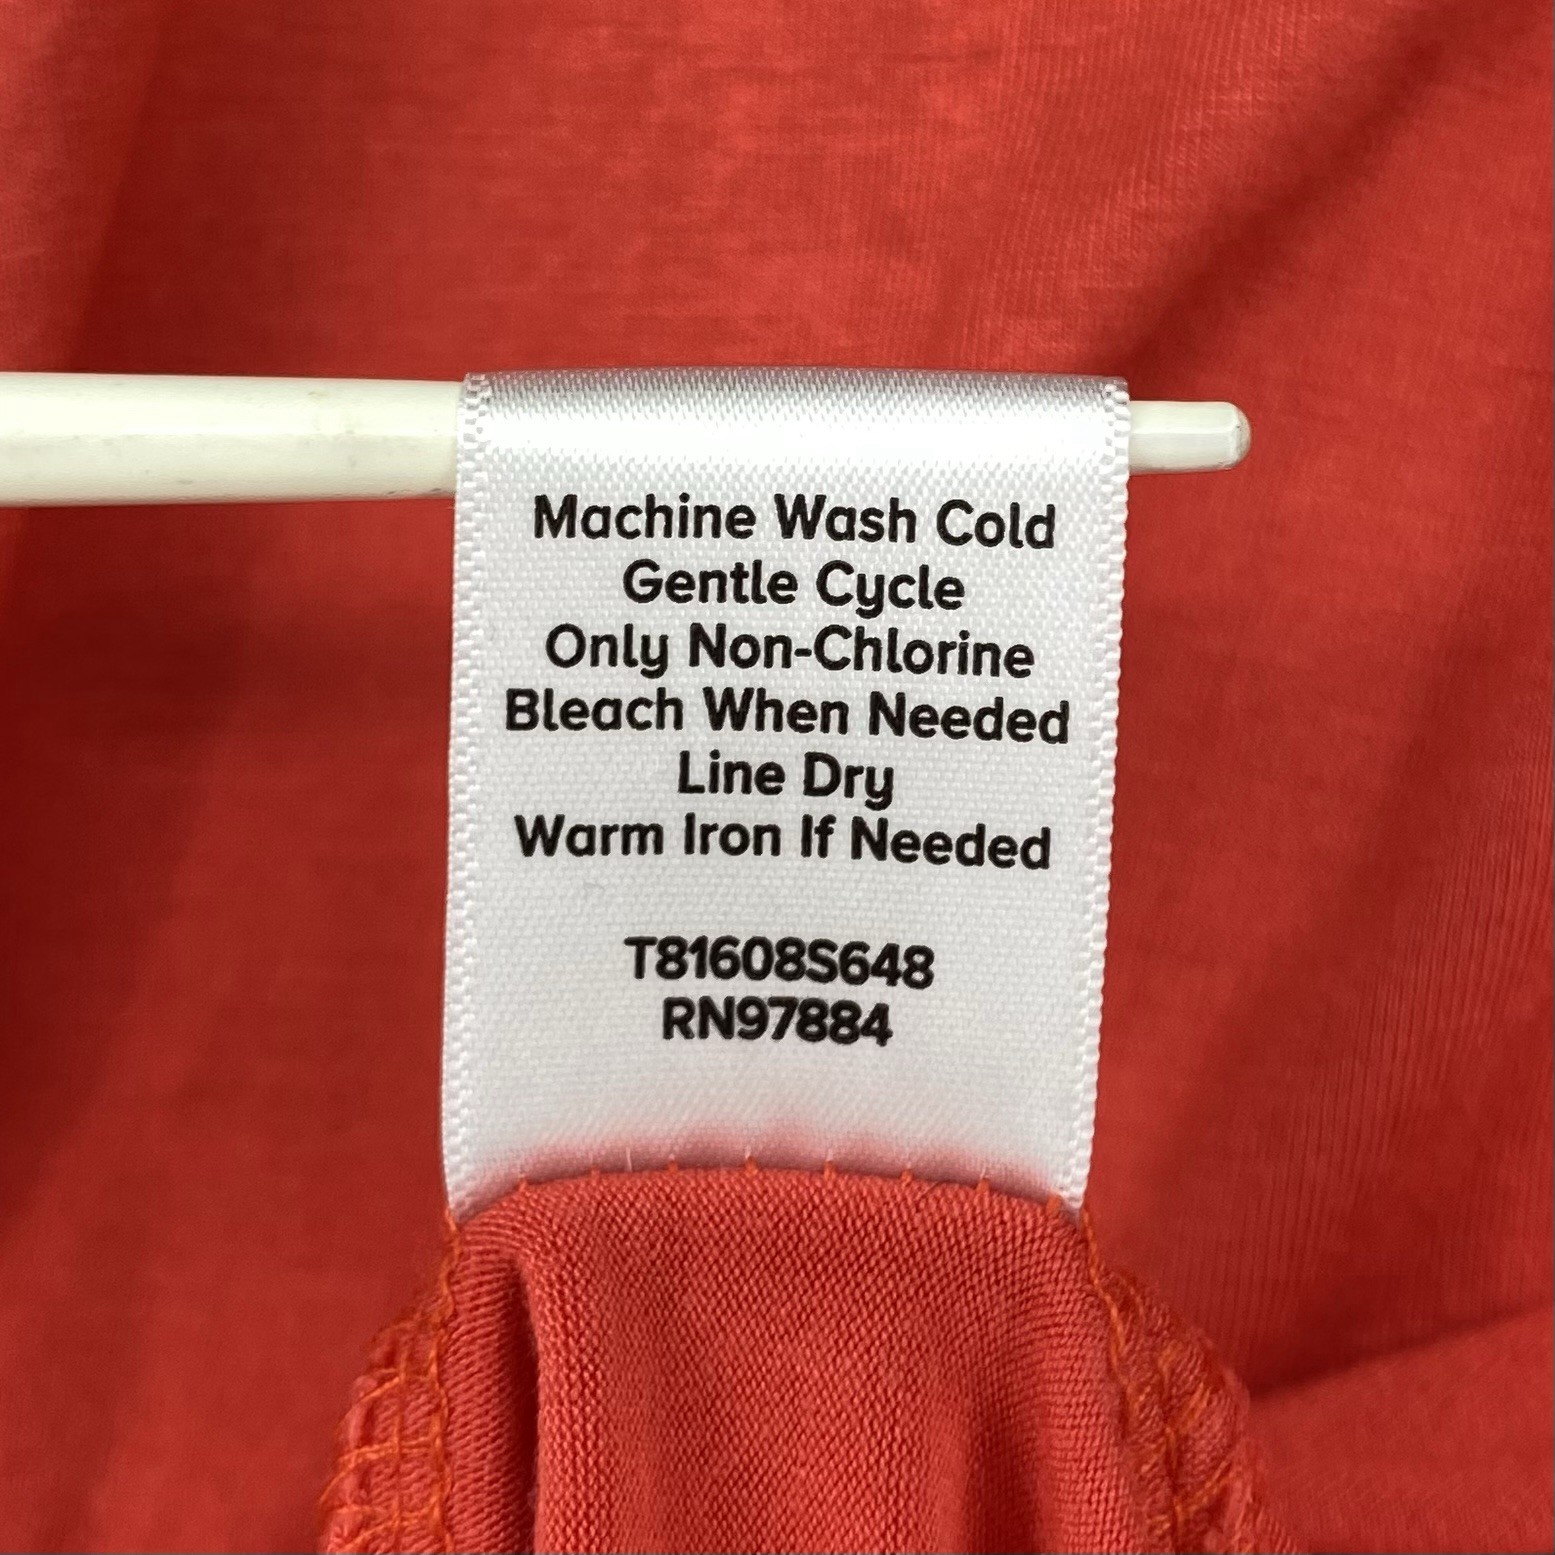 Machine Wash Cold
Gentle Cycle
Only Non-Chlorine
Bleach When Needed
Line Dry
Warm Iron If Needed
T81608S648
RN97884